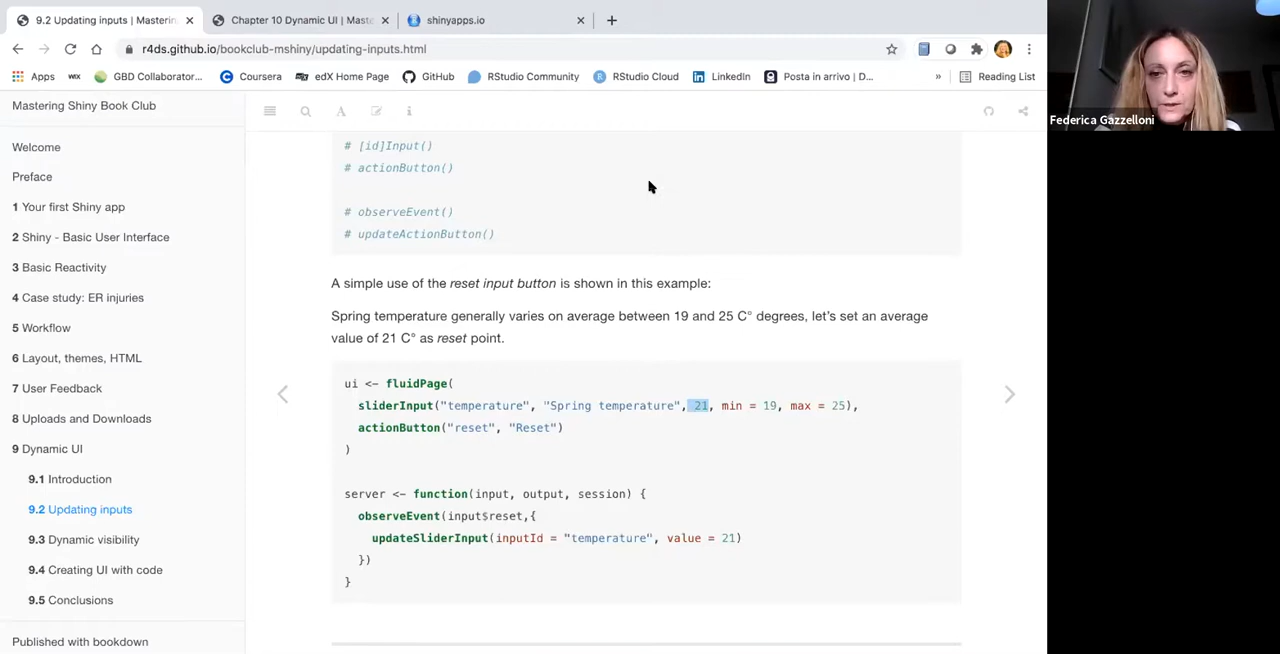 9.2 Updating inputs | Masterin
Chapter 10 Dynamic UI | Maste
shinyapps.io
r4ds.github.io/bookclub-mshiny/updating-inputs.html
Apps
WiX
GBD Collaborator...
Coursera
edX Home Page
GitHub
RStudio Community
RStudio Cloud
LinkedIn
Posta in arrivo | D...
»
Reading List
Federica Gazzelloni
Mastering Shiny Book Club
Welcome
Preface
1 Your first Shiny app
2 Shiny - Basic User Interface
3 Basic Reactivity
4 Case study: ER injuries
5 Workflow
6 Layout, themes, HTML
7 User Feedback
8 Uploads and Downloads
9 Dynamic UI
9.1 Introduction
9.2 Updating inputs
9.3 Dynamic visibility
9.4 Creating UI with code
9.5 Conclusions
Published with bookdown
# [id]Input()
# actionButton()
# observeEvent()
# updateActionButton()
A simple use of the reset input button is shown in this example:
Spring temperature generally varies on average between 19 and 25 C° degrees, let's set an average
value of 21 C° as reset point.
ui <- fluidPage(
sliderInput("temperature", "Spring temperature", 21, min = 19, max = 25),
actionButton("reset", "Reset")
)
server <- function(input, output, session) {
observeEvent(input$reset,{
updateSliderInput(inputId = "temperature", value = 21)
})
}